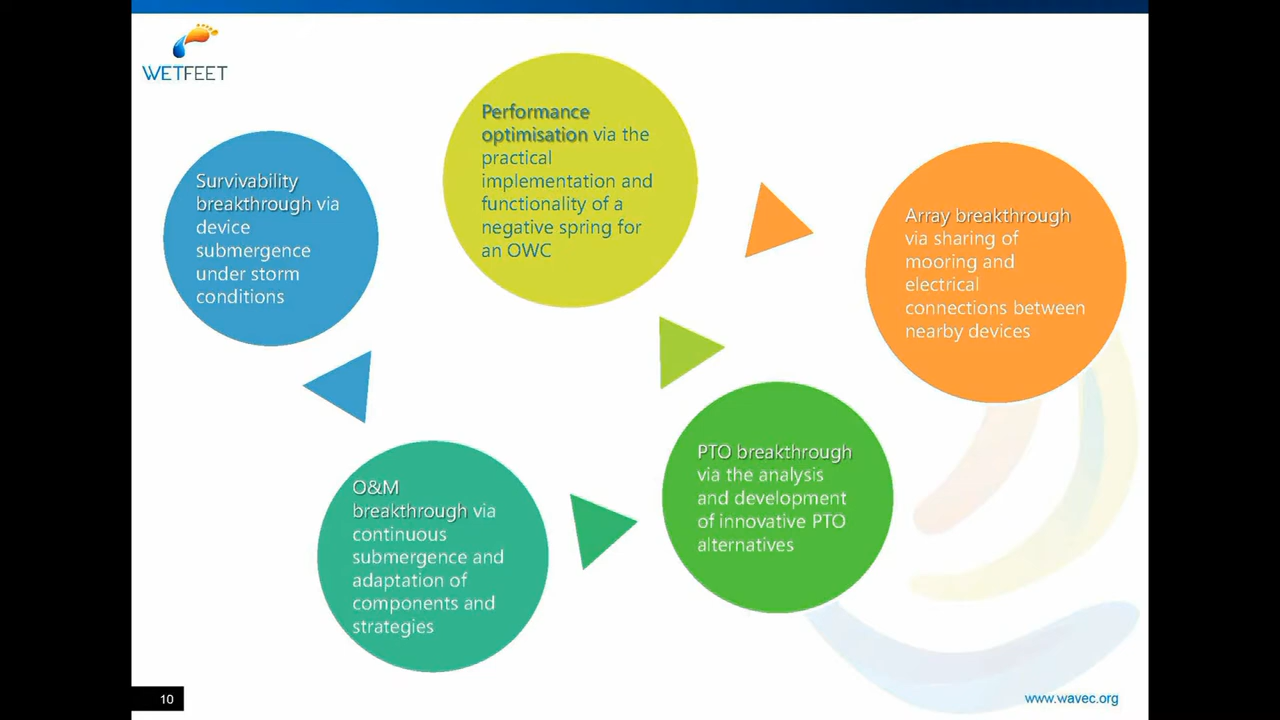 WETFEET
Survivability
breakthrough via
device
submergence
under storm
conditions
Performance
optimisation via the
practical
implementation and
functionality of a
negative spring for
an OWC
Array breakthrough
via sharing of
mooring and
electrical
connections between
nearby devices
O&M
breakthrough via
continuous
submergence and
adaptation of
components and
strategies
PTO breakthrough
via the analysis
and development
of innovative PTO
alternatives
10
www.wavec.org